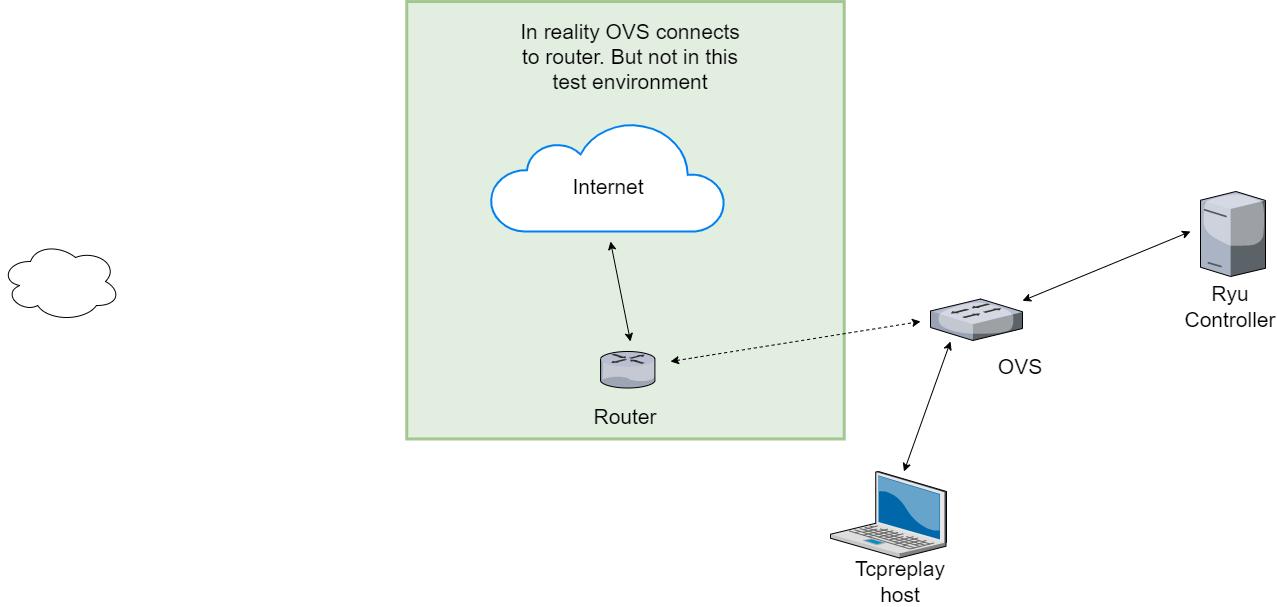 In reality OVS connects
to router. But not in this
test environment
Internet
Router
OVS
Ryu
Controller
Tcpreplay
host